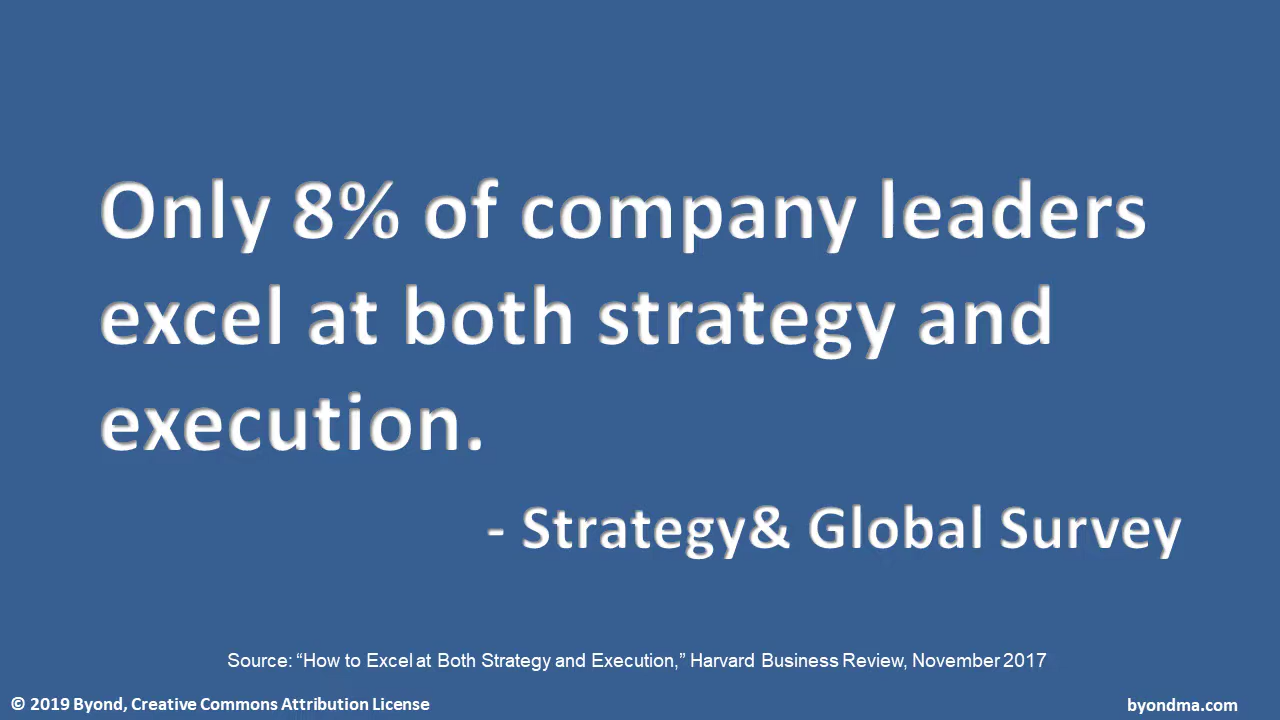 Only 8% of company leaders
excel at both strategy and
execution.
- Strategy& Global Survey
Source: “How to Excel at Both Strategy and Execution,” Harvard Business Review, November 2017
© 2019 Byond, Creative Commons Attribution License
byondma.com